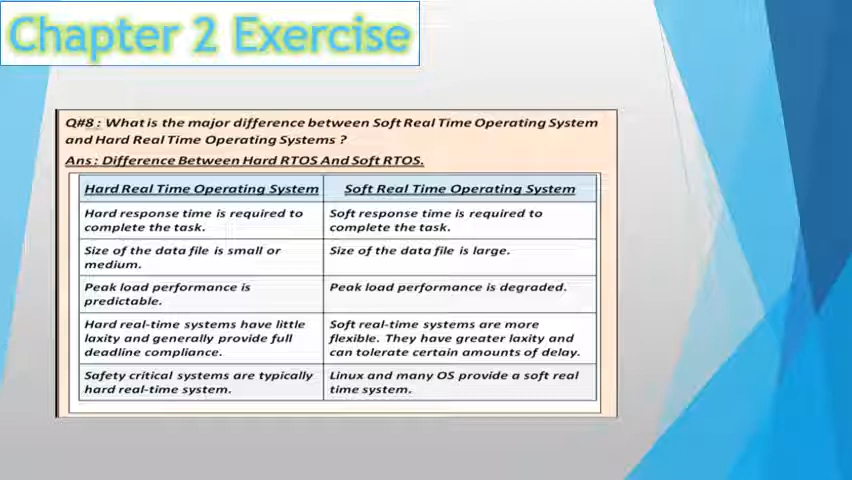 Chapter 2 Exercise
Q#8 : What is the major difference between Soft Real Time Operating System
and Hard Real Time Operating Systems ?
Ans : Difference Between Hard RTOS And Soft RTOS.
Hard Real Time Operating System
Soft Real Time Operating System
Hard response time is required to
complete the task.
Soft response time is required to
complete the task.
Size of the data file is small or
medium.
Size of the data file is large.
Peak load performance is
predictable.
Peak load performance is degraded.
Hard real-time systems have little
laxity and generally provide full
deadline compliance.
Soft real-time systems are more
flexible. They have greater laxity and
can tolerate certain amounts of delay.
Safety critical systems are typically
hard real-time system.
Linux and many OS provide a soft real
time system.